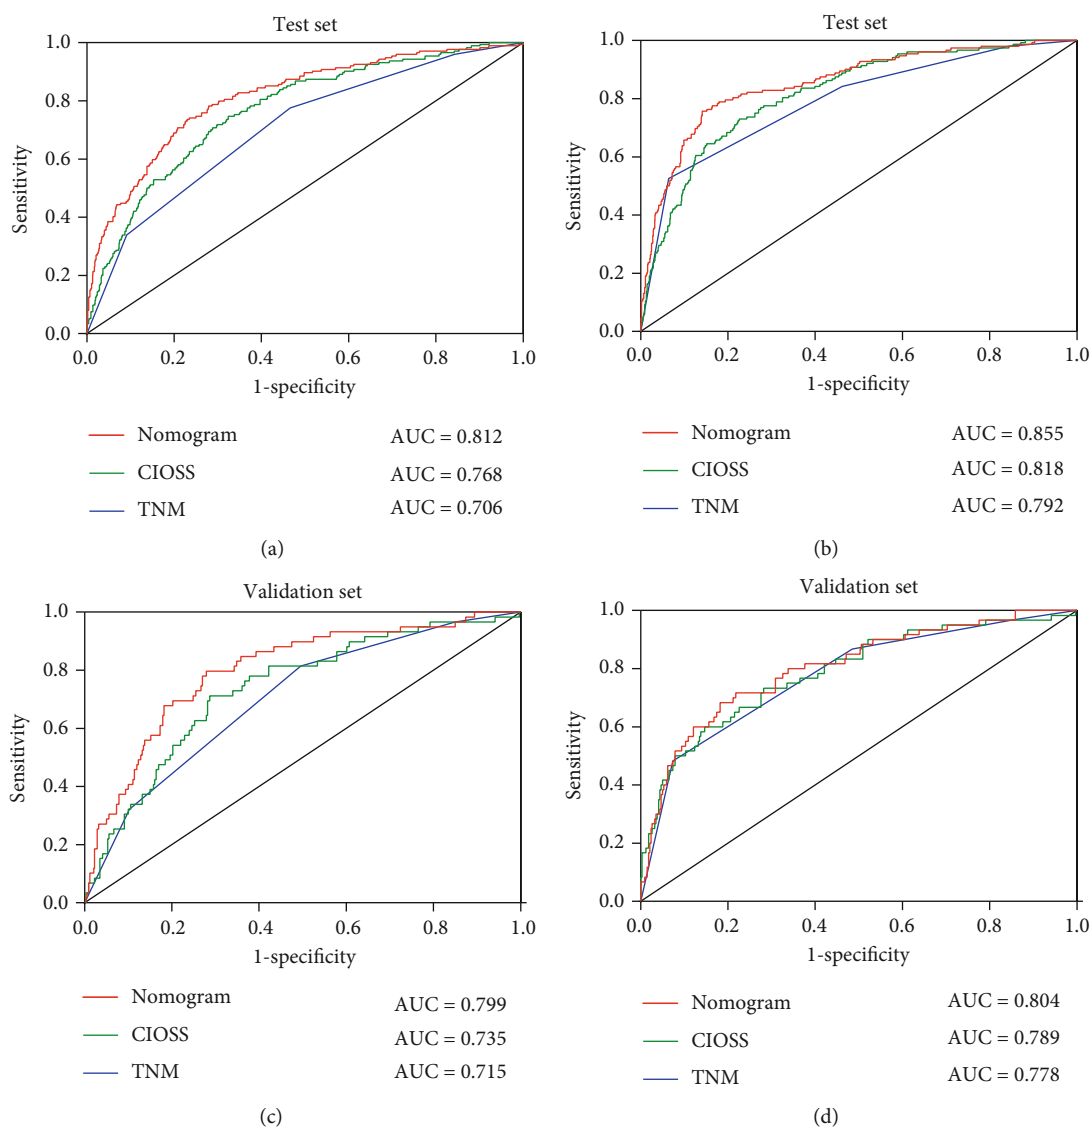 Test set
Sensitivity
1.0
0.8
0.6
0.4
0.2
0.0
0.0 0.2 0.4 0.6 0.8 1.0
1-specificity
Nomogram AUC = 0.812
CIOSS AUC = 0.768
TNM AUC = 0.706
(a)
Test set
Sensitivity
1.0
0.8
0.6
0.4
0.2
0.0
0.0 0.2 0.4 0.6 0.8 1.0
1-specificity
Nomogram AUC = 0.855
CIOSS AUC = 0.818
TNM AUC = 0.792
(b)
Validation set
Sensitivity
1.0
0.8
0.6
0.4
0.2
0.0
0.0 0.2 0.4 0.6 0.8 1.0
1-specificity
Nomogram AUC = 0.799
CIOSS AUC = 0.735
TNM AUC = 0.715
(c)
Validation set
Sensitivity
1.0
0.8
0.6
0.4
0.2
0.0
0.0 0.2 0.4 0.6 0.8 1.0
1-specificity
Nomogram AUC = 0.804
CIOSS AUC = 0.789
TNM AUC = 0.778
(d)